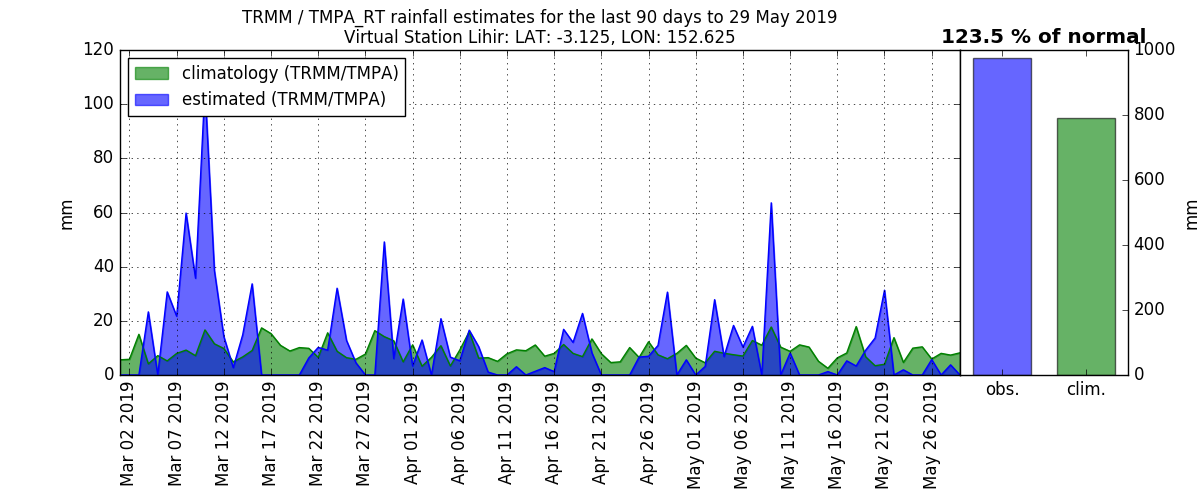 TRMM / TMPA_RT rainfall estimates for the last 90 days to 29 May 2019
Virtual Station Lihir: LAT: -3.125, LON: 152.625
123.5 % of normal
climatology (TRMM/TMPA)
estimated (TRMM/TMPA)
120
100
80
60
40
20
0
mm
1000
800
600
400
200
0
mm
Mar 02 2019
Mar 07 2019
Mar 12 2019
Mar 17 2019
Mar 22 2019
Mar 27 2019
Apr 01 2019
Apr 06 2019
Apr 11 2019
Apr 16 2019
Apr 21 2019
Apr 26 2019
May 01 2019
May 06 2019
May 11 2019
May 16 2019
May 21 2019
May 26 2019
obs.
clim.